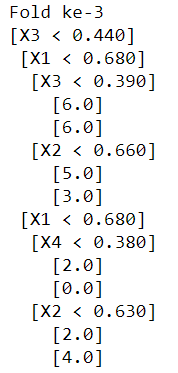 Fold ke-3
[X3 < 0.440]
 [X1 < 0.680]
  [X3 < 0.390]
    [6.0]
    [6.0]
  [X2 < 0.660]
    [5.0]
    [3.0]
 [X1 < 0.680]
  [X4 < 0.380]
    [2.0]
    [0.0]
  [X2 < 0.630]
    [2.0]
    [4.0]